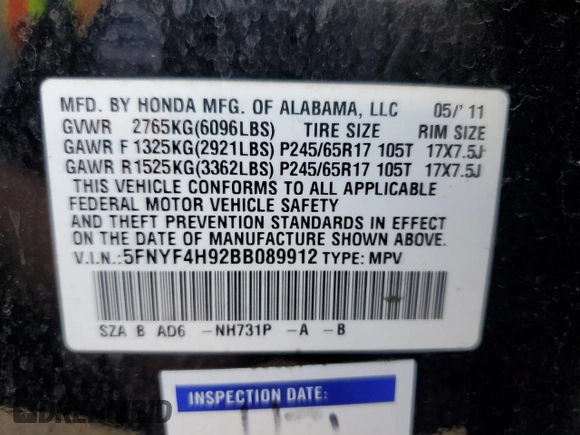 MFD. BY HONDA MFG. OF ALABAMA, LLC 05/'11
GVWR 2765KG(6096LBS) TIRE SIZE RIM SIZE
GAWR F1325KG(2921LBS) P245/65R17 105T 17X7.5J
GAWR R1525KG(3362LBS) P245/65R17 105T 17X7.5J
THIS VEHICLE CONFORMS TO ALL APPLICABLE
FEDERAL MOTOR VEHICLE SAFETY
AND THEFT PREVENTION STANDARDS IN EFFECT
ON THE DATE OF MANUFACTURE SHOWN ABOVE.
V.I.N.:5FNYF4H92BB089912 TYPE: MPV
SZA B AD6 -NH731P -A -B
INSPECTION DATE: